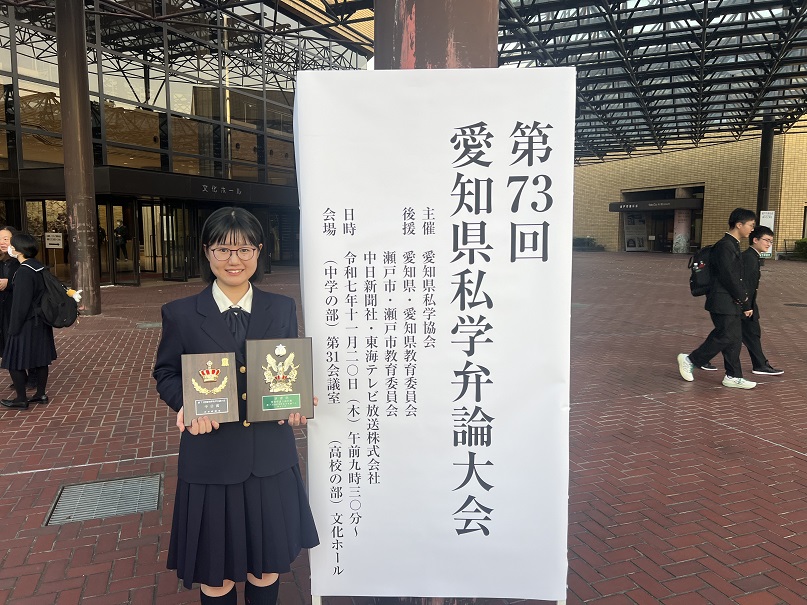 第73回
愛知県私学弁論大会
主催 愛知県私学協会
後援 愛知県・愛知県教育委員会
瀬戸市・瀬戸市教育委員会
中日新聞社・東海テレビ放送株式会社
日時 令和七年十一月二〇日（木）午前九時三〇分～
会場 （中学の部）第31会議室 （高校の部）文化ホール
文化ホール